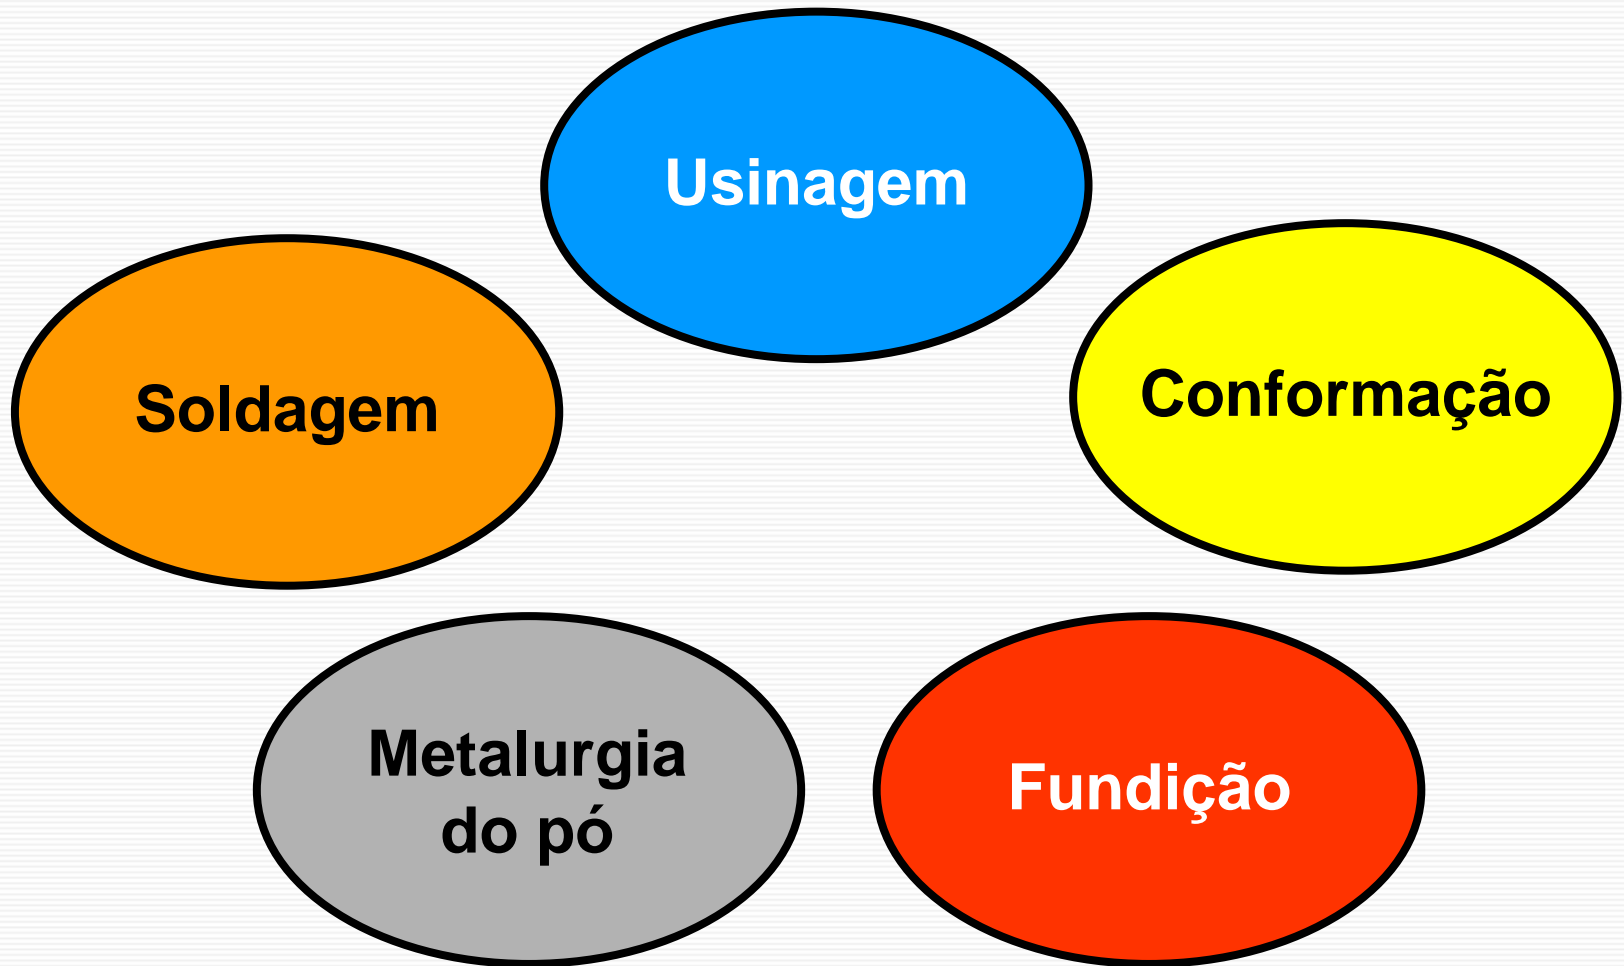 Usinagem
Soldagem
Conformação
Metalurgia
do pó
Fundição